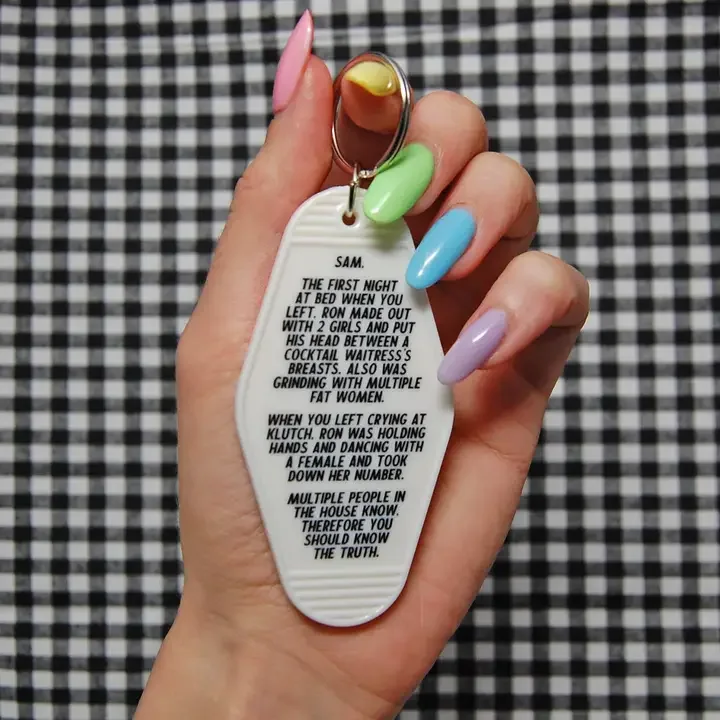 SAM.
THE FIRST NIGHT
AT BED WHEN YOU
LEFT. RON MADE OUT
WITH 2 GIRLS AND PUT
HIS HEAD BETWEEN A
COCKTAIL WAITRESS'S
BREASTS. ALSO WAS
GRINDING WITH MULTIPLE
FAT WOMEN.
WHEN YOU LEFT CRYING AT
KLUTCH. RON WAS HOLDING
HANDS AND DANCING WITH
A FEMALE AND TOOK
DOWN HER NUMBER.
MULTIPLE PEOPLE IN
THE HOUSE KNOW.
THEREFORE YOU
SHOULD KNOW
THE TRUTH.